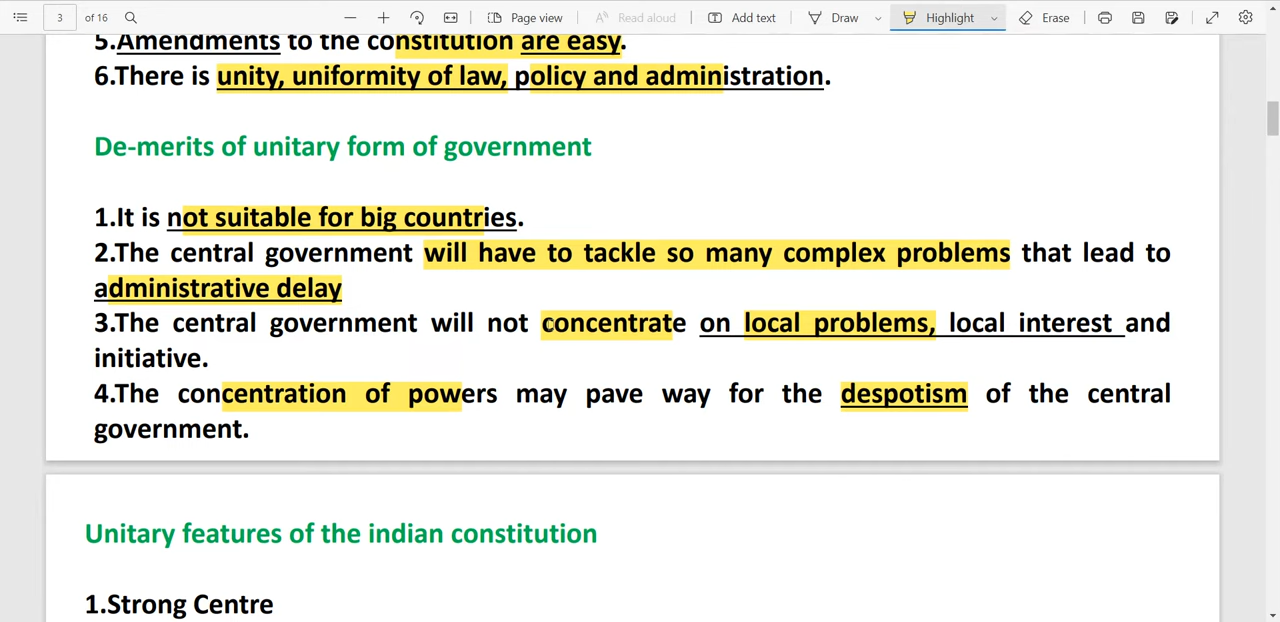 3 of 16 Page view Read aloud Add text Draw Highlight Erase
5.Amendments to the constitution are easy.
6.There is unity, uniformity of law, policy and administration.
De-merits of unitary form of government
1.It is not suitable for big countries.
2.The central government will have to tackle so many complex problems that lead to
administrative delay
3.The central government will not concentrate on local problems, local interest and
initiative.
4.The concentration of powers may pave way for the despotism of the central
government.
Unitary features of the indian constitution
1.Strong Centre